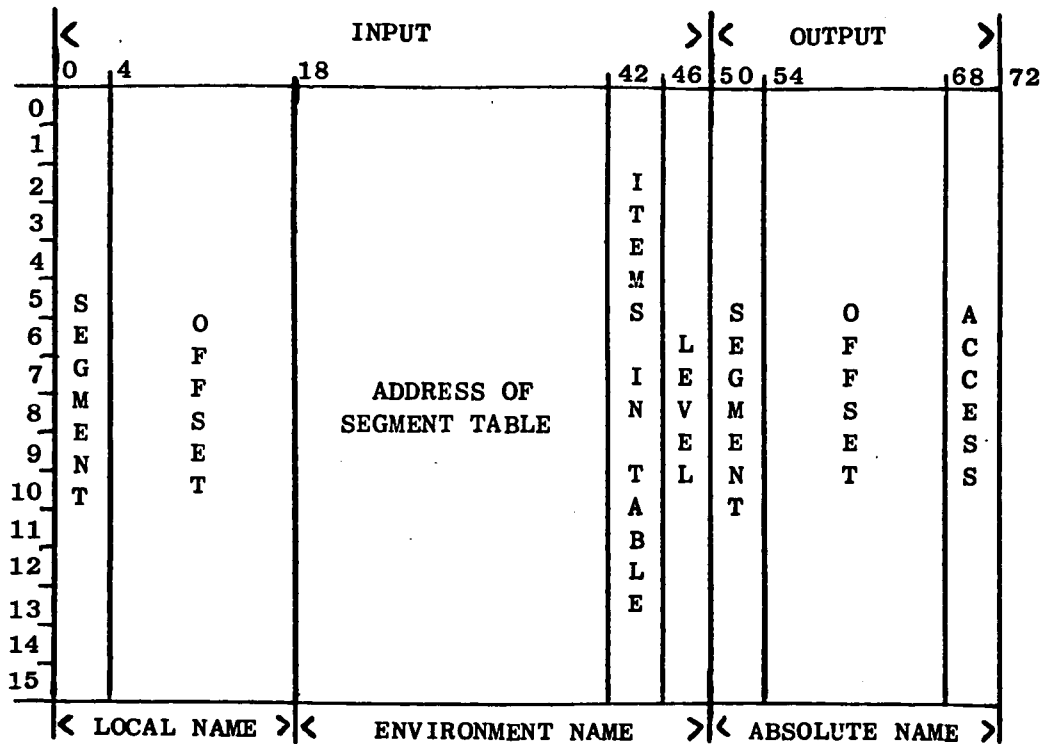 INPUT OUTPUT
0 4 18 42 46 50 54 68 72
0
1
2
3
4
5
6
7
8
9
10
11
12
13
14
15
SEGMENT
OFFSET
ADDRESS OF
SEGMENT TABLE
ITEMS IN TABLE
LEVEL
SEGMENT
OFFSET
ACCESS
LOCAL NAME ENVIRONMENT NAME ABSOLUTE NAME